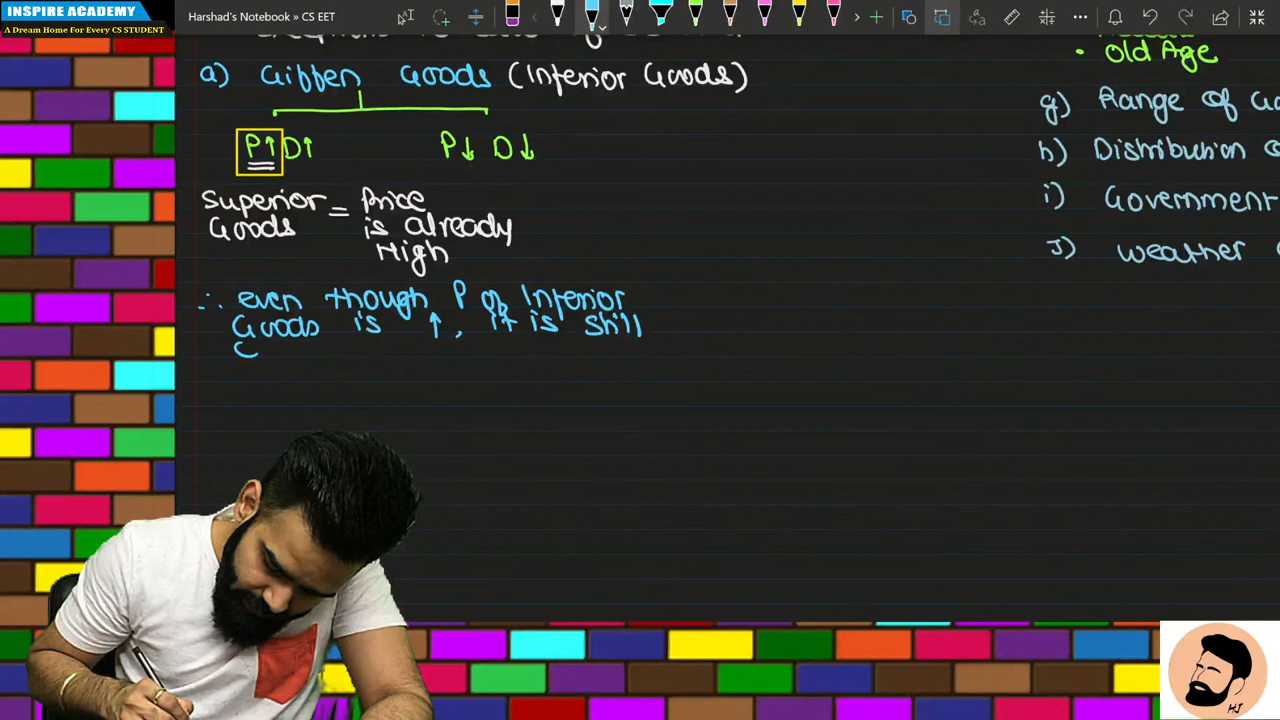 INSPIRE ACADEMY
A Dream Home For Every CS STUDENT
Harshad's Notebook » CS EET
a) Giffen Goods (Inferior Goods)
P↑ D↑ P↓ D↓
Superior Goods = Price is already High
∴ even though P of Inferior
Goods is ↑, it is still
C
• Old Age
g) Range of
h) Distribution
i) Government
J) Weather
HJ